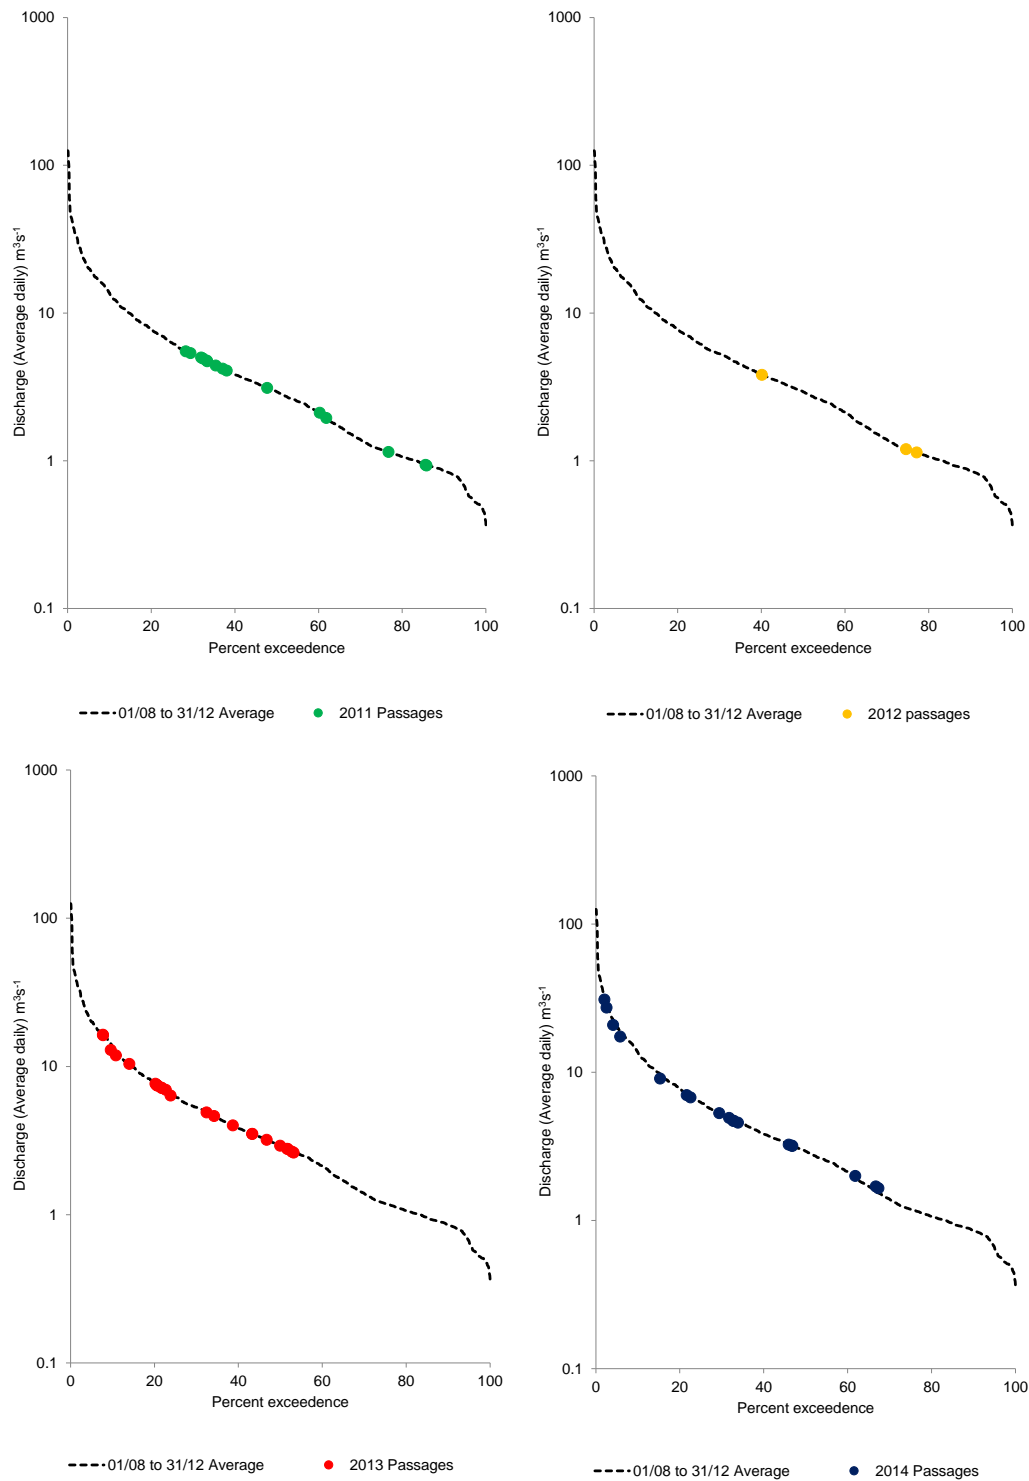 1000
100
10
1
0.1
Discharge (Average daily) m³s⁻¹
0 20 40 60 80 100
Percent exceedence
01/08 to 31/12 Average 2011 Passages
1000
100
10
1
0.1
Discharge (Average daily) m³s⁻¹
0 20 40 60 80 100
Percent exceedence
01/08 to 31/12 Average 2012 passages
1000
100
10
1
0.1
Discharge (Average daily) m³s⁻¹
0 20 40 60 80 100
Percent exceedence
01/08 to 31/12 Average 2013 Passages
1000
100
10
1
0.1
Discharge (Average daily) m³s⁻¹
0 20 40 60 80 100
Percent exceedence
01/08 to 31/12 Average 2014 Passages